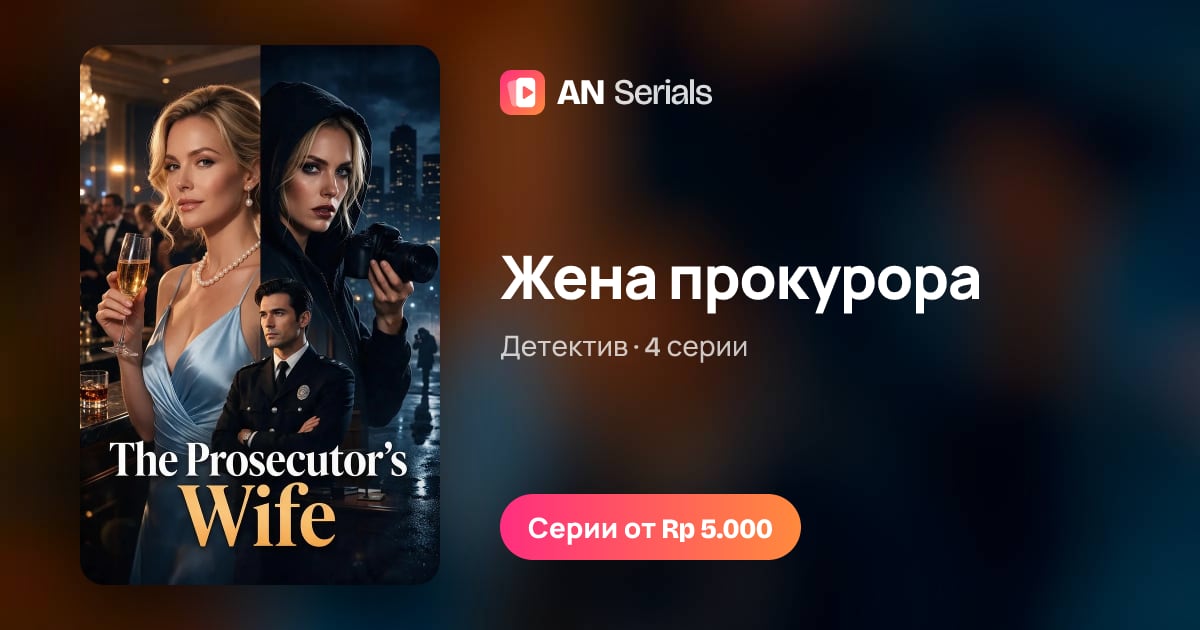 The Prosecutor's
Wife
AN Serials
Жена прокурора
Детектив · 4 серии
Серии от Rp 5.000